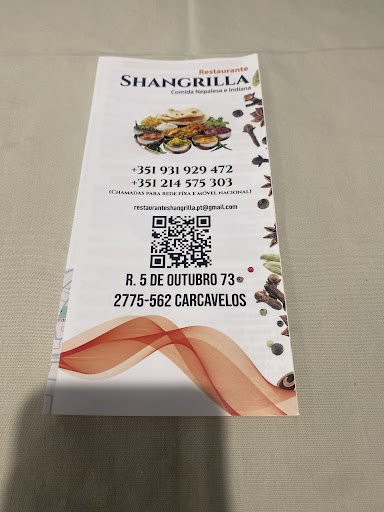 Restaurante
SHANGRILLA
Comida Nepalesa e Indiana
+351 931 929 472
+351 214 575 303
(CHAMADAS PARA REDE FIXA E MÓVEL NACIONAL)
restauranteshangrilla.pt@gmail.com
R. 5 DE OUTUBRO 73
2775-562 CARCAVELOS